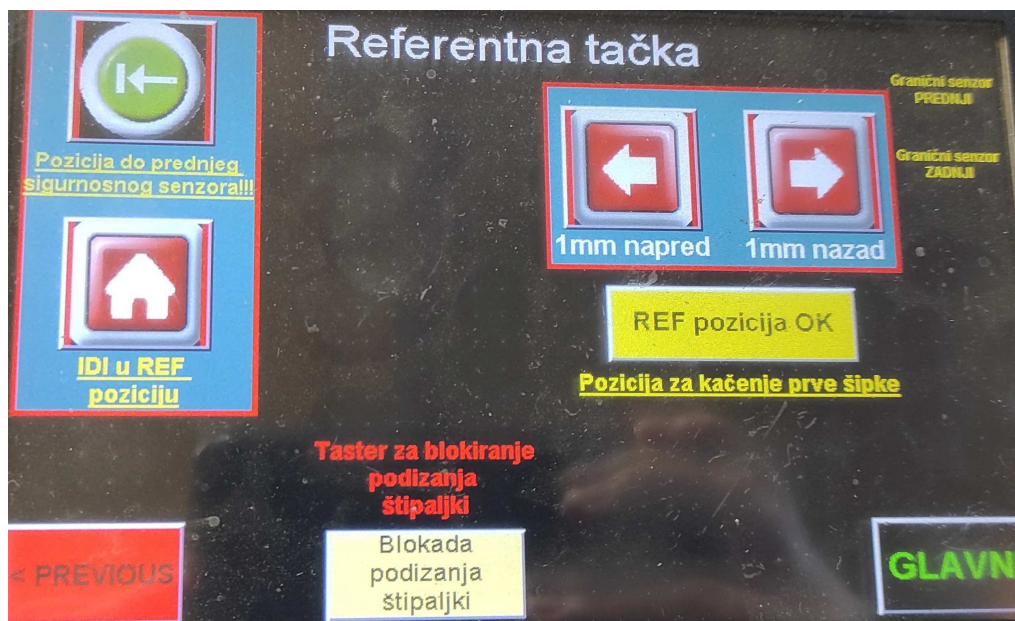 Referentna tačka
Pozicija do prednjeg
sigurnosnog senzora!!!
IDI u REF
poziciju
Granični senzor
PREDNJI
Granični senzor
ZADNJI
1mm napred
1mm nazad
REF pozicija OK
Pozicija za kačenje prve šipke
Taster za blokiranje
podizanja
štipaljki
< PREVIOUS
Blokada
podizanja
štipaljki
GLAVN